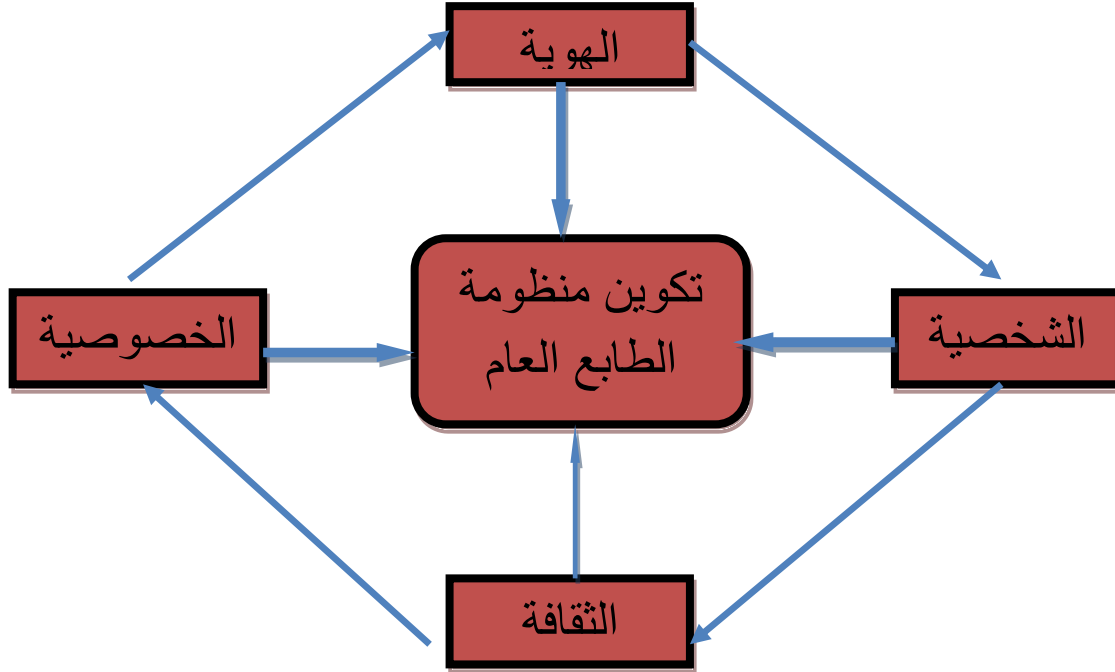 الهوية
تكوين منظومة
الطابع العام
الشخصية
الخصوصية
الثقافة